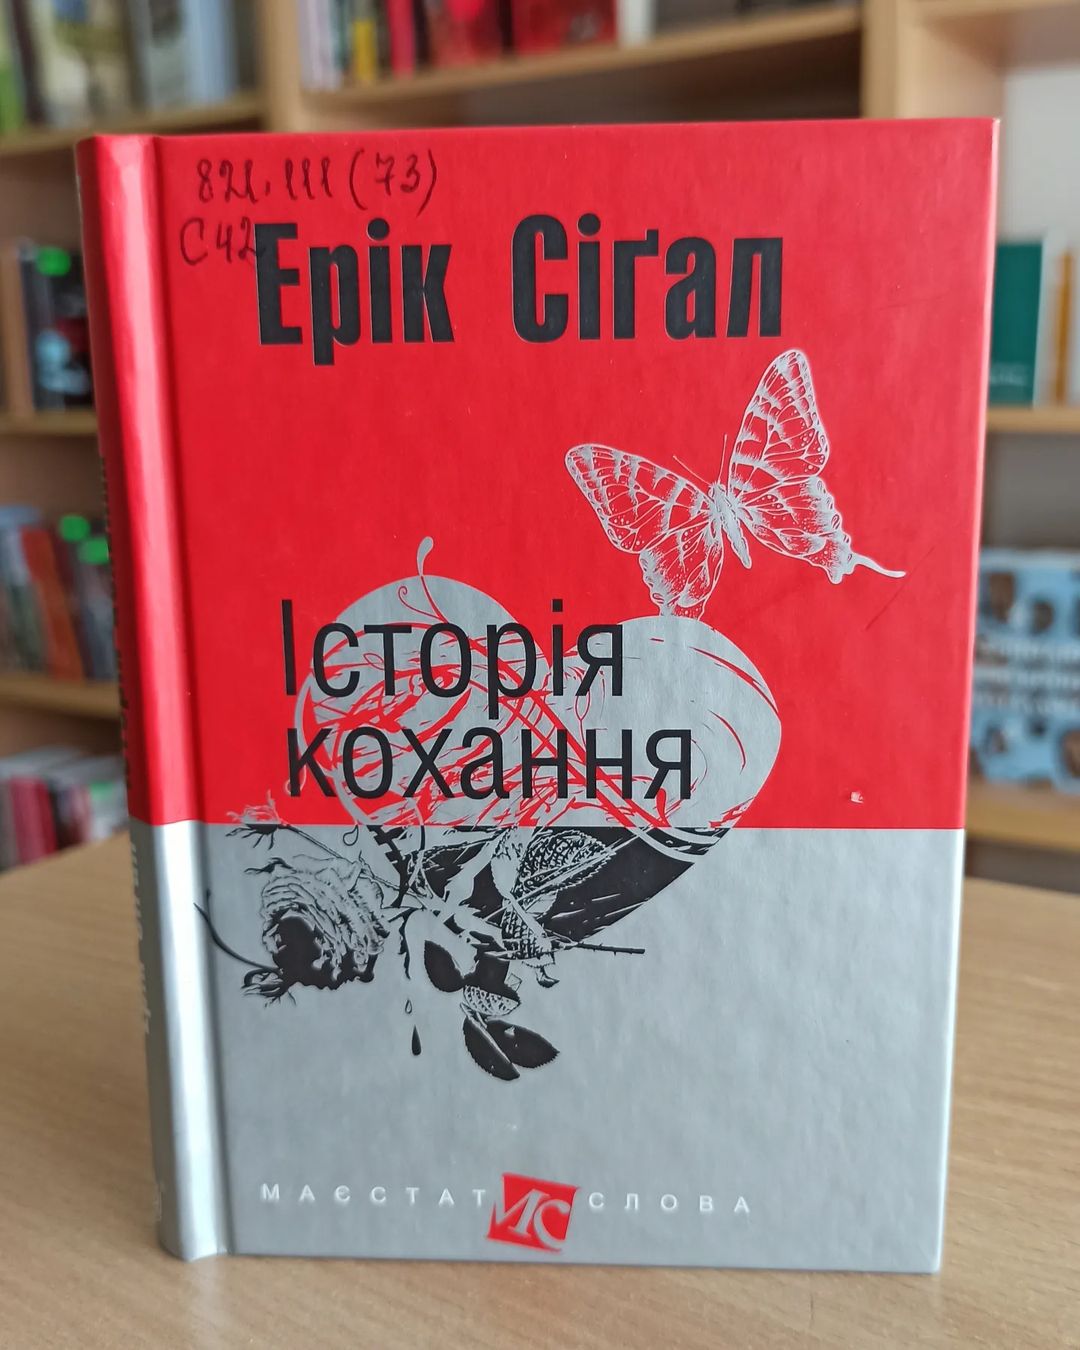 821.111(73)
С42
Ерік Сіґал
Історія
кохання
МАЄСТАТ МС СЛОВА